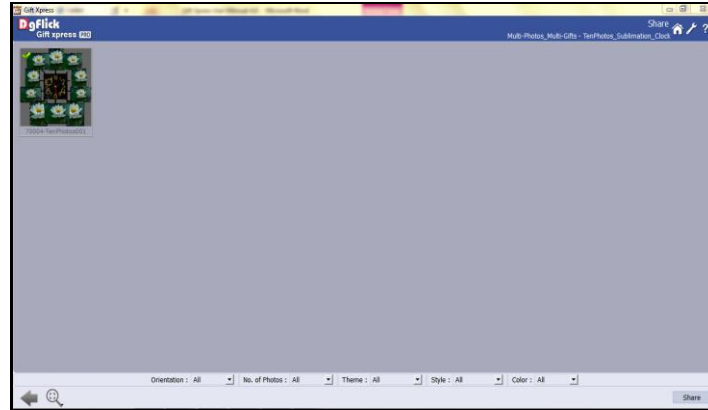 Gift Xpress
DgFlick
Gift xpress PRO
Share
Multi-Photos_Multi-Gifts - TenPhotos_Sublimation_Clock
?
70004-TenPhotos001
Orientation : All No. of Photos : All Theme : All Style : All Color : All
Share